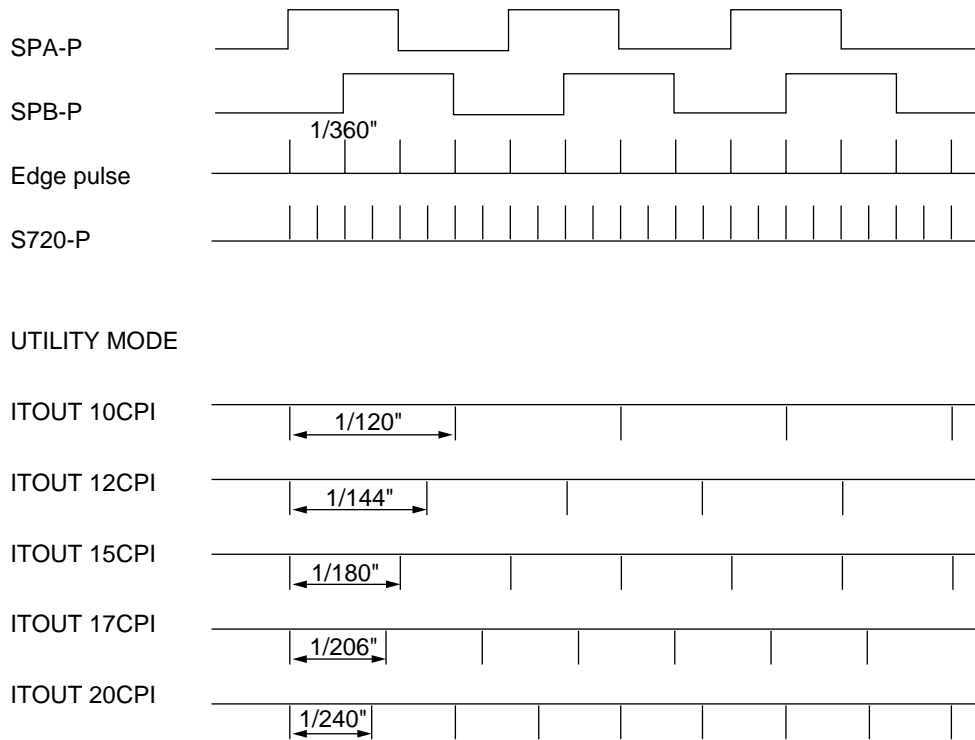 SPA-P
SPB-P
1/360"
Edge pulse
S720-P
UTILITY MODE
ITOUT 10CPI
1/120"
ITOUT 12CPI
1/144"
ITOUT 15CPI
1/180"
ITOUT 17CPI
1/206"
ITOUT 20CPI
1/240"